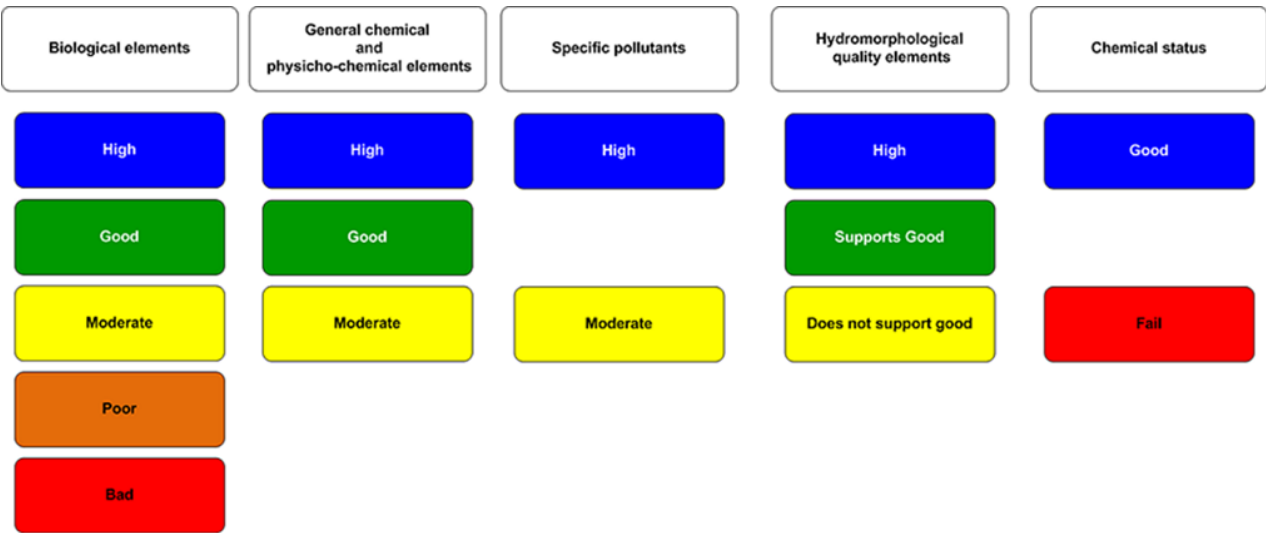 Biological elements
General chemical
and
physicho-chemical elements
Specific pollutants
Hydromorphological
quality elements
Chemical status
High
High
High
High
Good
Good
Good
Supports Good
Moderate
Moderate
Moderate
Does not support good
Fail
Poor
Bad